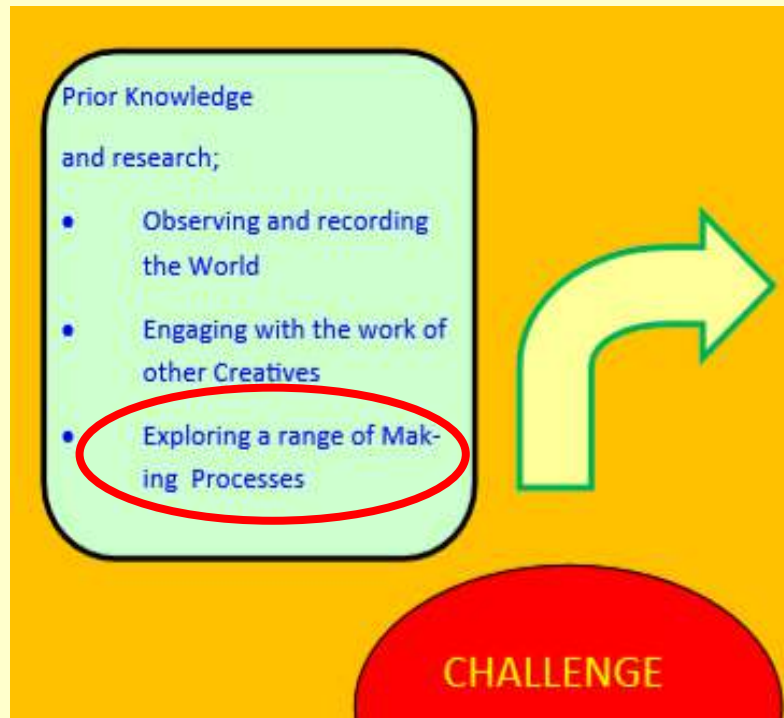 Prior Knowledge
and research;
• Observing and recording
the World
• Engaging with the work of
other Creatives
• Exploring a range of Mak-
ing Processes
CHALLENGE